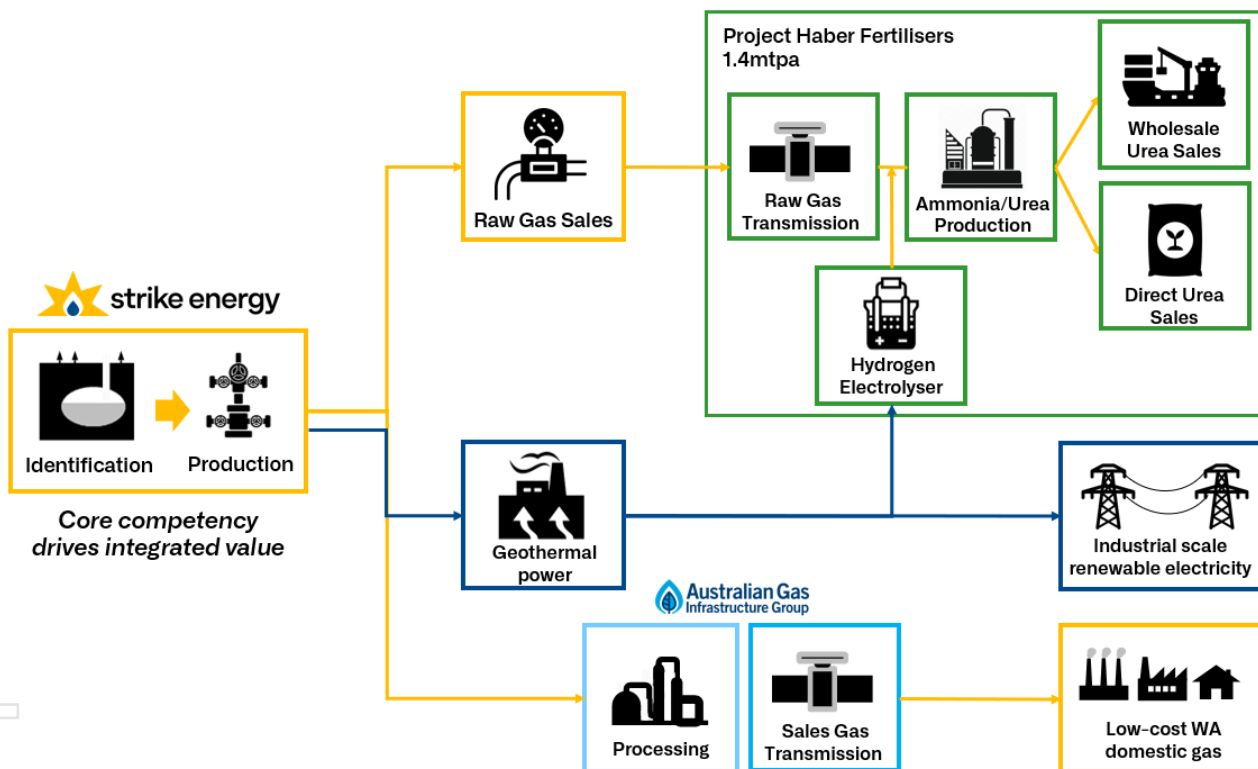 Project Haber Fertilisers
1.4mtpa
Wholesale
Urea Sales
Raw Gas Sales
Raw Gas
Transmission
Ammonia/Urea
Production
Direct Urea
Sales
strike energy
Hydrogen
Electrolyser
Identification
Production
Core competency
drives integrated value
Geothermal
power
Industrial scale
renewable electricity
Australian Gas
Infrastructure Group
Processing
Sales Gas
Transmission
Low-cost WA
domestic gas